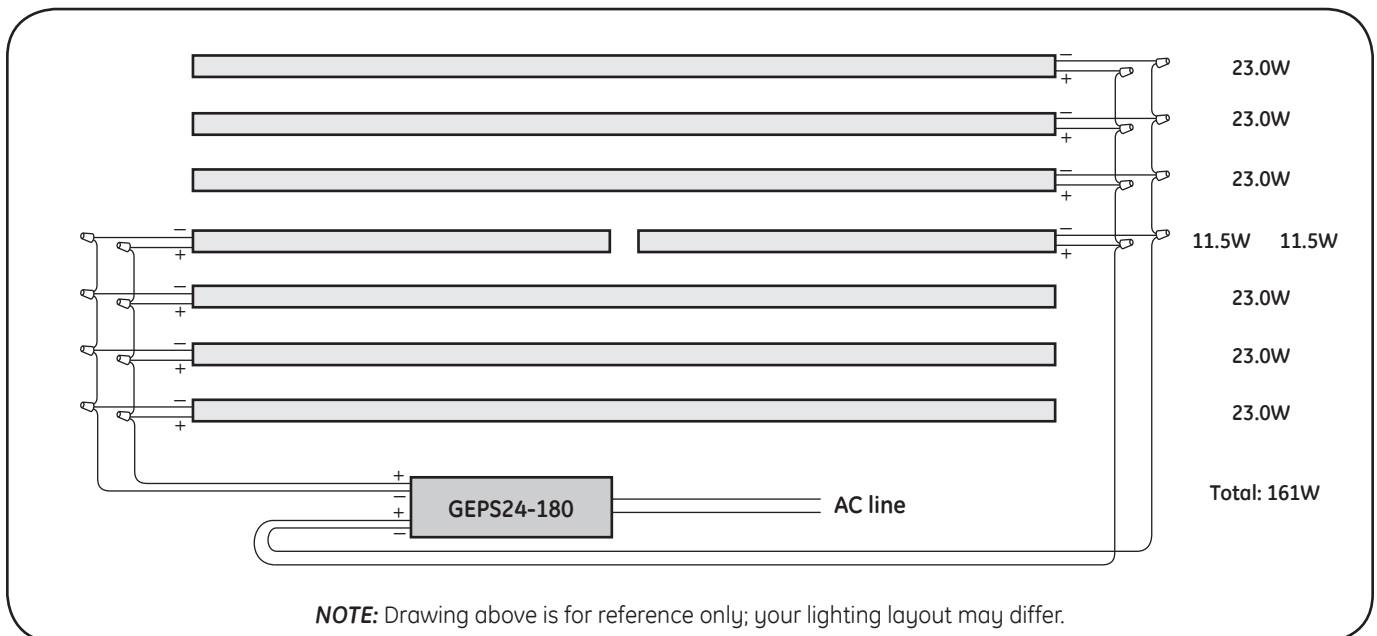 − 23.0W
+
− 23.0W
+
− 23.0W
+
− + − + 11.5W 11.5W
− + 23.0W
− + 23.0W
− + 23.0W
+ − + − GEPS24-180 AC line Total: 161W
NOTE: Drawing above is for reference only; your lighting layout may differ.